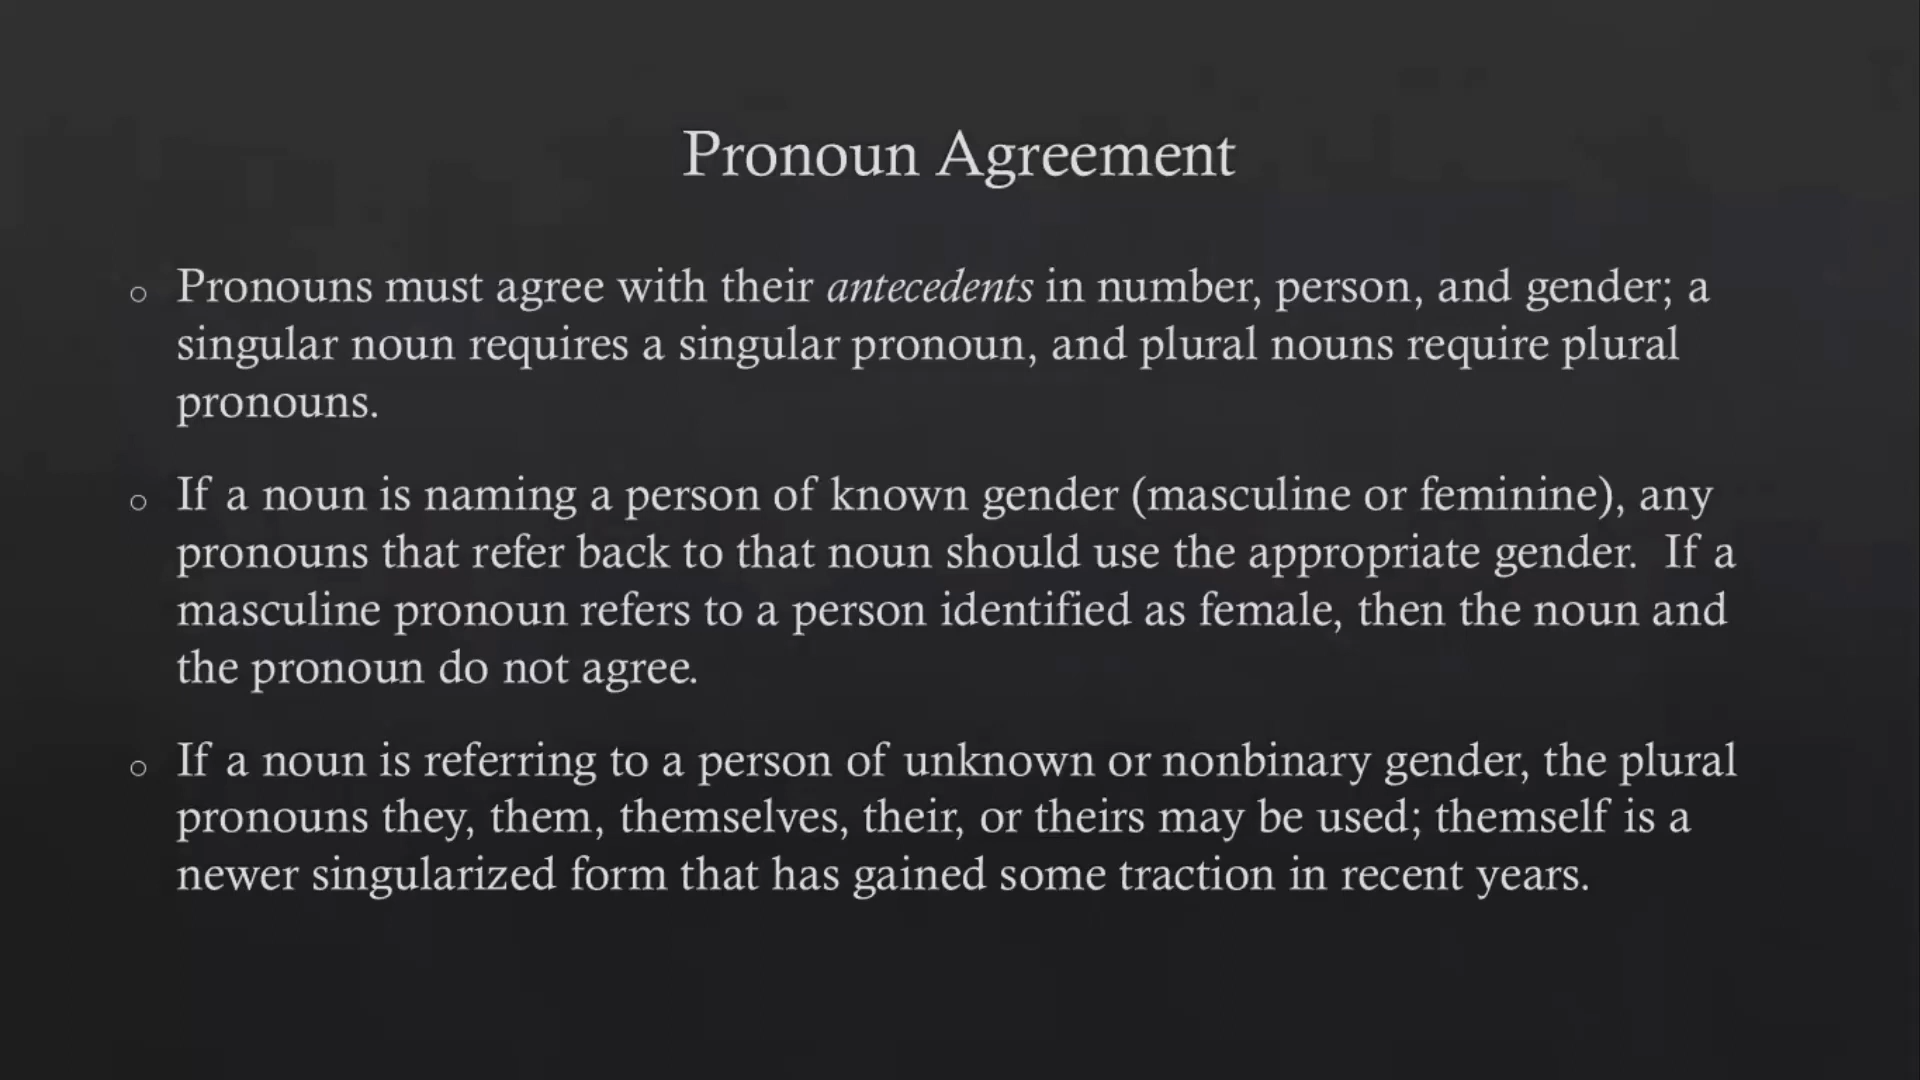 Pronoun Agreement
○ Pronouns must agree with their antecedents in number, person, and gender; a
singular noun requires a singular pronoun, and plural nouns require plural
pronouns.
○ If a noun is naming a person of known gender (masculine or feminine), any
pronouns that refer back to that noun should use the appropriate gender.  If a
masculine pronoun refers to a person identified as female, then the noun and
the pronoun do not agree.
○ If a noun is referring to a person of unknown or nonbinary gender, the plural
pronouns they, them, themselves, their, or theirs may be used; themself is a
newer singularized form that has gained some traction in recent years.